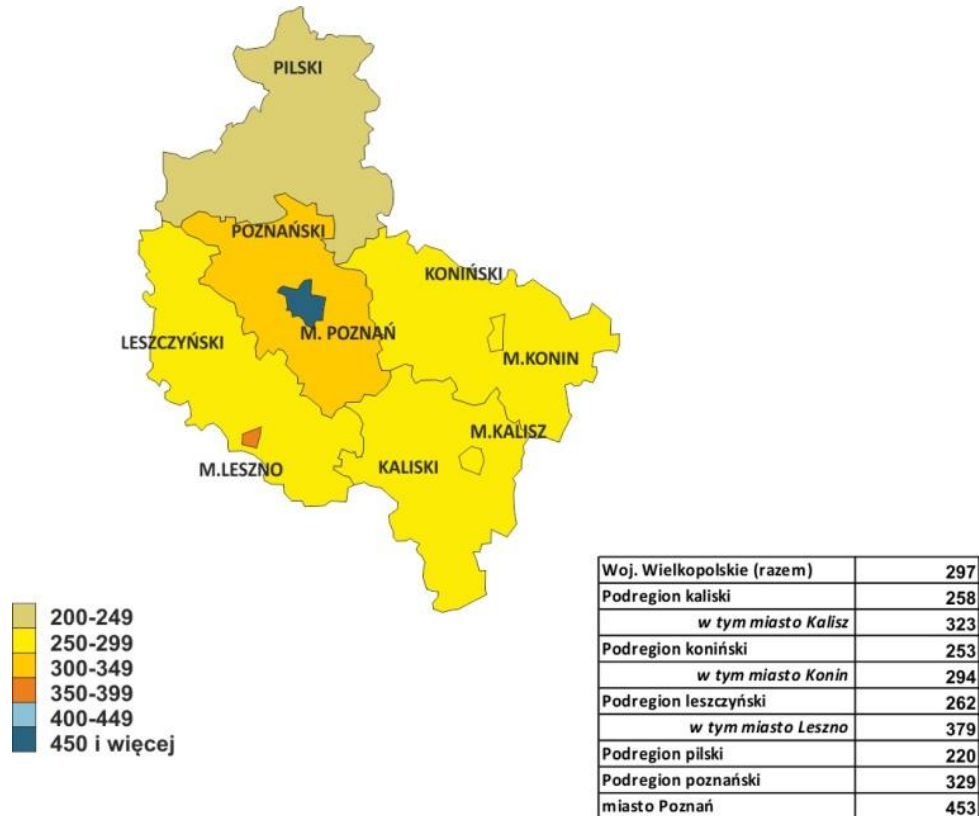 PILSKI
POZNAŃSKI
KONIŃSKI
M. POZNAŃ
LESZCZYŃSKI
M.KONIN
M.KALISZ
M.LESZNO
KALISKI
200-249
250-299
300-349
350-399
400-449
450 i więcej
Woj. Wielkopolskie (razem) 297
Podregion kaliski 258
w tym miasto Kalisz 323
Podregion koniński 253
w tym miasto Konin 294
Podregion leszczyński 262
w tym miasto Leszno 379
Podregion pilski 220
Podregion poznański 329
miasto Poznań 453